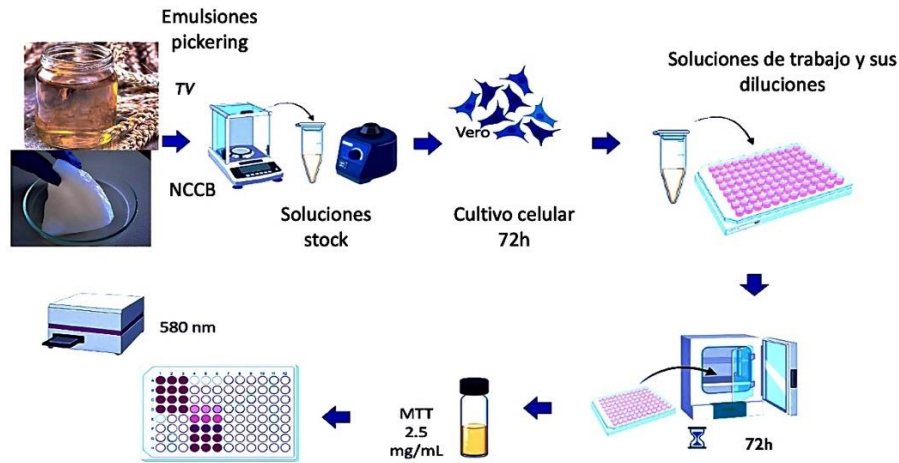 Emulsiones
pickering
TV
NCCB
Soluciones
stock
Vero
Cultivo celular
72h
Soluciones de trabajo y sus
diluciones
72h
MTT
2.5
mg/mL
580 nm